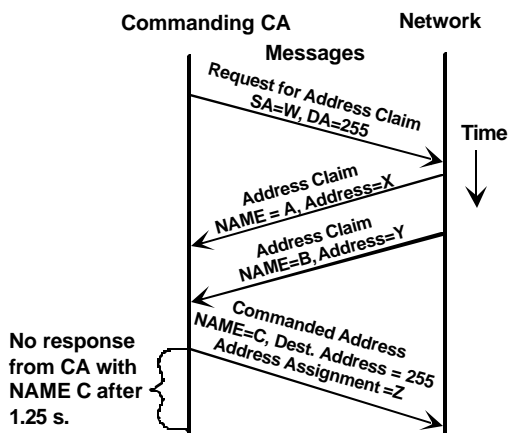 Commanding CA
Network
Messages
Request for Address Claim
SA=W, DA=255
Time
Address Claim
NAME = A, Address=X
Address Claim
NAME=B, Address=Y
Commanded Address
NAME=C, Dest. Address = 255
Address Assignment =Z
No response
from CA with
NAME C after
1.25 s.